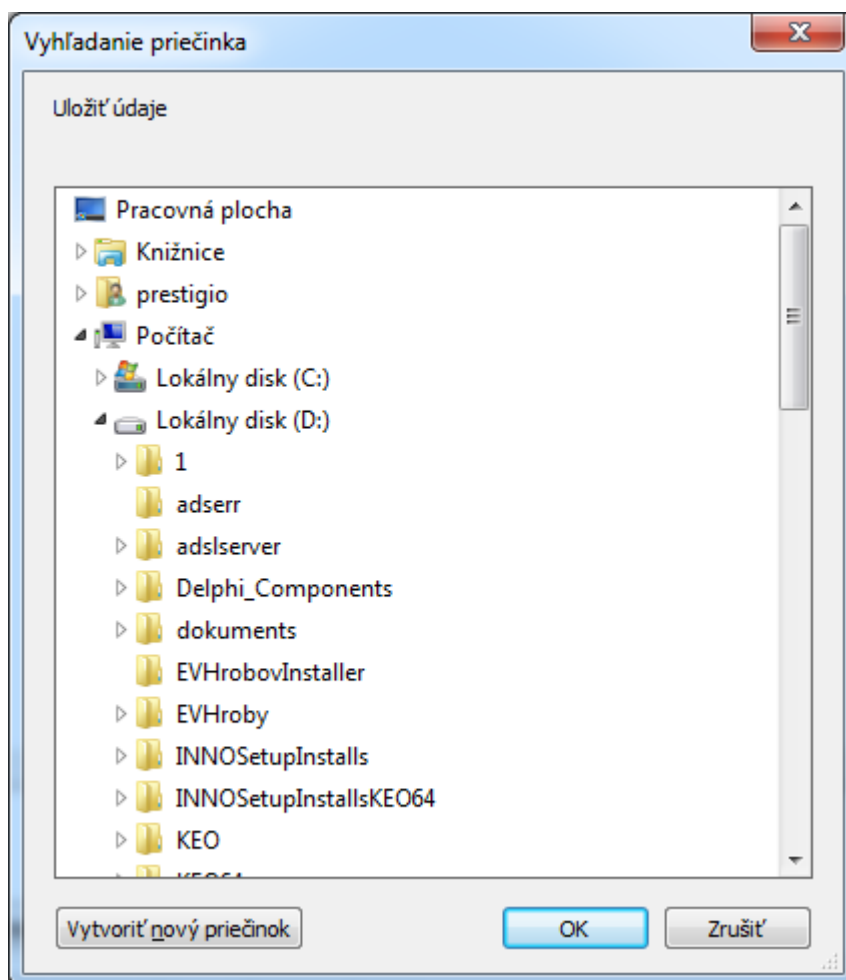 Vyhľadanie priečinka
Uložiť údaje
Pracovná plocha
Knižnice
prestigio
Počítač
Lokálny disk (C:)
Lokálny disk (D:)
1
adserr
adslserver
Delphi_Components
dokuments
EVHrobovInstaller
EVHroby
INNOSetupInstalls
INNOSetupInstallsKEO64
KEO
Vytvoriť nový priečinok OK Zrušiť